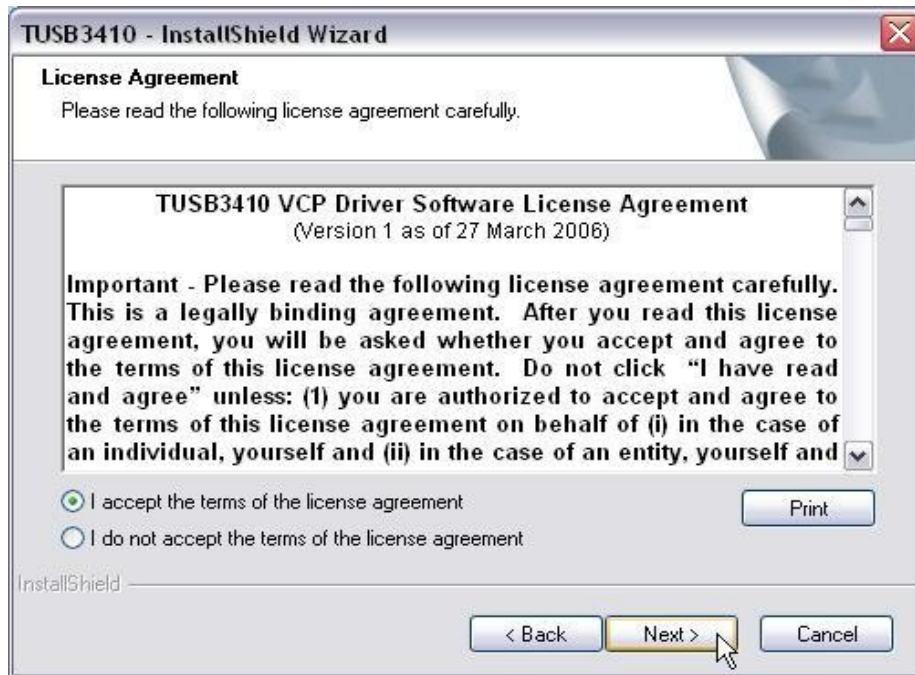 TUSB3410 - InstallShield Wizard
License Agreement
Please read the following license agreement carefully.
TUSB3410 VCP Driver Software License Agreement
(Version 1 as of 27 March 2006)
Important - Please read the following license agreement carefully.
This is a legally binding agreement. After you read this license
agreement, you will be asked whether you accept and agree to
the terms of this license agreement. Do not click “I have read
and agree” unless: (1) you are authorized to accept and agree to
the terms of this license agreement on behalf of (i) in the case of
an individual, yourself and (ii) in the case of an entity, yourself and
I accept the terms of the license agreement
Print
I do not accept the terms of the license agreement
InstallShield
< Back Next > Cancel